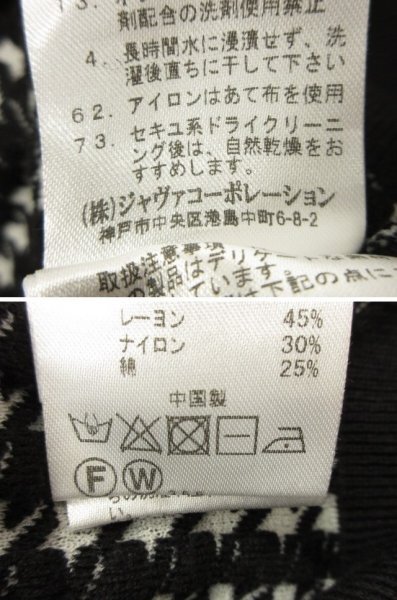 剤配合の洗剤使用禁止
4. 長時間水に浸漬せず、洗
濯後直ちに干して下さい
62. アイロンはあて布を使用
73. セキユ系ドライクリーニ
ング後は、自然乾燥をお
すすめします。
(株)ジャヴァコーポレーション
神戸市中央区港島中町6-8-2
取扱注意
の製品はデリケ
ています。
は下記の点に
レーヨン 45%
ナイロン 30%
綿 25%
中国製
F W
い。